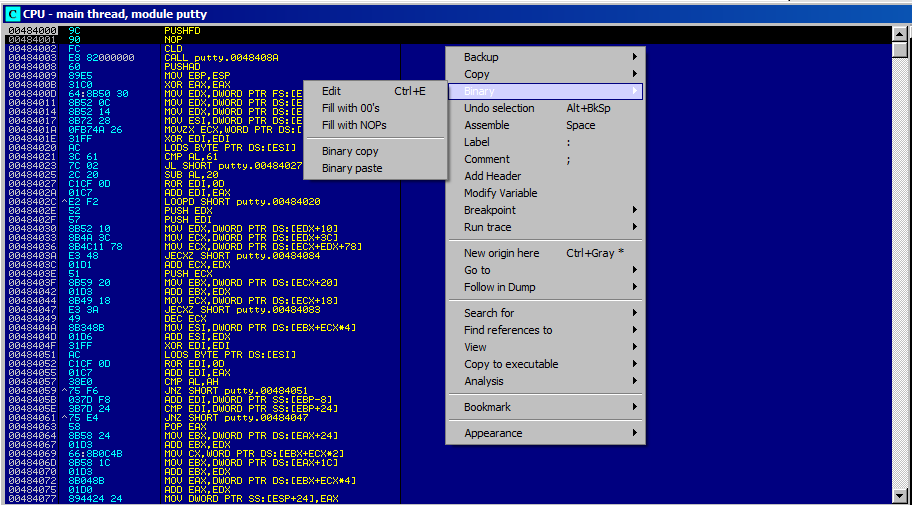 C CPU - main thread, module putty
00484000 9C PUSHFD
00484001 90 NOP
00484002 FC CLD
00484003 E8 82000000 CALL putty.0048408A
00484008 60 PUSHAD
00484009 89E5 MOV EBP,ESP
0048400B 31C0 XOR EAX,EAX
0048400D 64:8B50 30 MOV EDX,DWORD PTR FS:[E
00484011 8B52 0C MOV EDX,DWORD PTR DS:[E
00484014 8B52 14 MOV EDX,DWORD PTR DS:[E
00484017 8B72 28 MOV ESI,DWORD PTR DS:[E
0048401A 0FB74A 26 MOVZX ECX,WORD PTR DS:[
0048401E 31FF XOR EDI,EDI
00484020 AC LODS BYTE PTR DS:[ESI]
00484021 3C 61 CMP AL,61
00484023 7C 02 JL SHORT putty.00484027
00484025 2C 20 SUB AL,20
00484027 C1CF 0D ROR EDI,0D
0048402A 01C7 ADD EDI,EAX
0048402C ^E2 F2 LOOPD SHORT putty.00484020
0048402E 52 PUSH EDX
0048402F 57 PUSH EDI
00484030 8B52 10 MOV EDX,DWORD PTR DS:[EDX+10]
00484033 8B4A 3C MOV ECX,DWORD PTR DS:[EDX+3C]
00484036 8B4C11 78 MOV ECX,DWORD PTR DS:[ECX+EDX+78]
0048403A E3 48 JECXZ SHORT putty.00484084
0048403C 01D1 ADD ECX,EDX
0048403E 51 PUSH ECX
0048403F 8B59 20 MOV EBX,DWORD PTR DS:[ECX+20]
00484042 01D3 ADD EBX,EDX
00484044 8B49 18 MOV ECX,DWORD PTR DS:[ECX+18]
00484047 E3 3A JECXZ SHORT putty.00484083
00484049 49 DEC ECX
0048404A 8B348B MOV ESI,DWORD PTR DS:[EBX+ECX*4]
0048404D 01D6 ADD ESI,EDX
0048404F 31FF XOR EDI,EDI
00484051 AC LODS BYTE PTR DS:[ESI]
00484052 C1CF 0D ROR EDI,0D
00484055 01C7 ADD EDI,EAX
00484057 38E0 CMP AL,AH
00484059 ^75 F6 JNZ SHORT putty.00484051
0048405B 037D F8 ADD EDI,DWORD PTR SS:[EBP-8]
0048405E 3B7D 24 CMP EDI,DWORD PTR SS:[EBP+24]
00484061 ^75 E4 JNZ SHORT putty.00484047
00484063 58 POP EAX
00484064 8B58 24 MOV EBX,DWORD PTR DS:[EAX+24]
00484067 01D3 ADD EBX,EDX
00484069 66:8B0C4B MOV CX,WORD PTR DS:[EBX+ECX*2]
0048406D 8B58 1C MOV EBX,DWORD PTR DS:[EAX+1C]
00484070 01D3 ADD EBX,EDX
00484072 8B048B MOV EAX,DWORD PTR DS:[EBX+ECX*4]
00484075 01D0 ADD EAX,EDX
00484077 894424 24 MOV DWORD PTR SS:[ESP+24],EAX
Edit Ctrl+E
Fill with 00's
Fill with NOPs
Binary copy
Binary paste
Backup
Copy
Binary
Undo selection Alt+BkSp
Assemble Space
Label :
Comment ;
Add Header
Modify Variable
Breakpoint
Run trace
New origin here Ctrl+Gray *
Go to
Follow in Dump
Search for
Find references to
View
Copy to executable
Analysis
Bookmark
Appearance